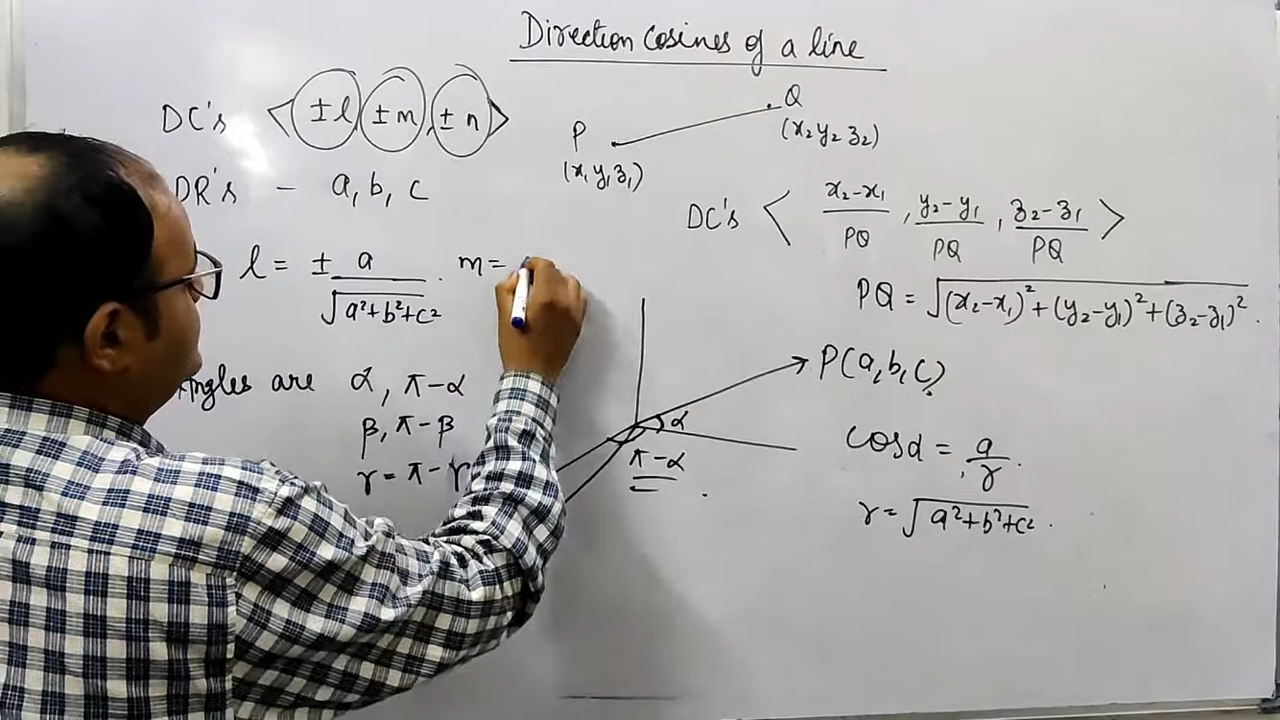 Direction Cosines of a line
DC's < ±l, ±m, ±n >
P
(x₁ y₁ z₁)
Q
(x₂ y₂ z₂)
DR's – a, b, c
DC's < x₂–x₁/PQ, y₂–y₁/PQ, z₂–z₁/PQ >
PQ = √(x₂–x₁)²+(y₂–y₁)²+(z₂–z₁)².
l = ± a/√a²+b²+c². m =
P(a, b, c)
Angles are α, π–α
β, π–β
γ = π–γ
α
π–α
cosα = a/r.
r = √a²+b²+c².